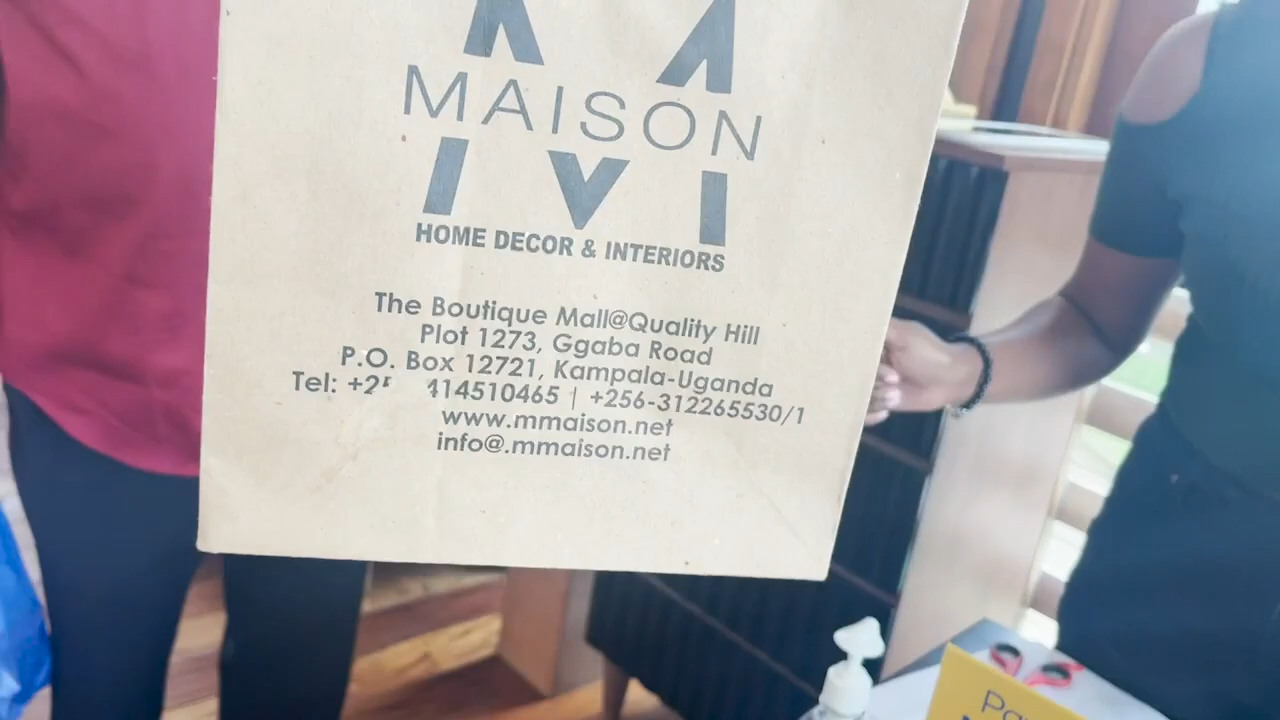 MAISON
HOME DECOR & INTERIORS
The Boutique Mall@Quality Hill
Plot 1273, Ggaba Road
P.O. Box 12721, Kampala-Uganda
Tel: 414510465 | +256-312265530/1
www.mmaison.net
info@.mmaison.net